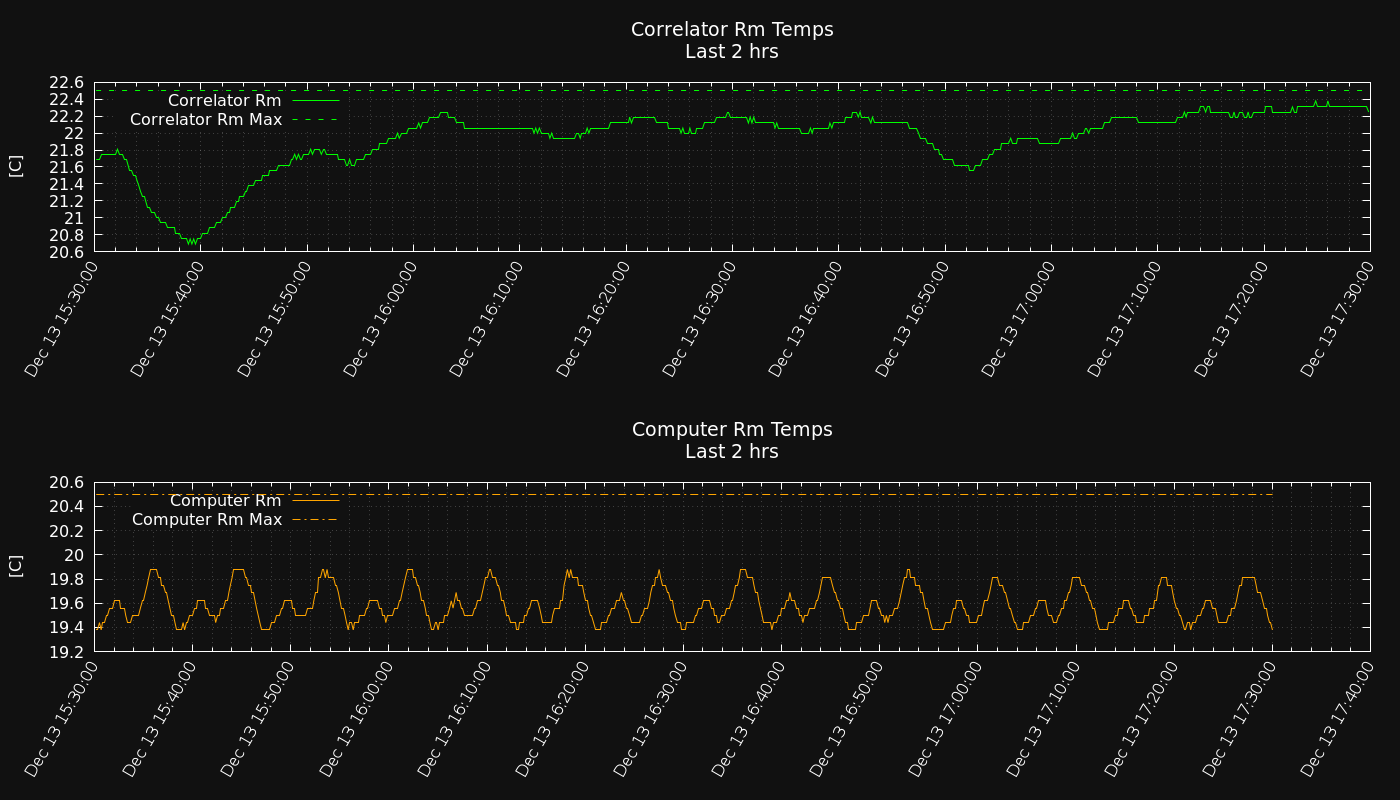 Correlator Rm Temps
Last 2 hrs
22.6
22.4
22.2
22
21.8
21.6
21.4
21.2
21
20.8
20.6
[C]
Correlator Rm
Correlator Rm Max
Dec 13 15:30:00
Dec 13 15:40:00
Dec 13 15:50:00
Dec 13 16:00:00
Dec 13 16:10:00
Dec 13 16:20:00
Dec 13 16:30:00
Dec 13 16:40:00
Dec 13 16:50:00
Dec 13 17:00:00
Dec 13 17:10:00
Dec 13 17:20:00
Dec 13 17:30:00
Computer Rm Temps
Last 2 hrs
20.6
20.4
20.2
20
19.8
19.6
19.4
19.2
[C]
Computer Rm
Computer Rm Max
Dec 13 15:30:00
Dec 13 15:40:00
Dec 13 15:50:00
Dec 13 16:00:00
Dec 13 16:10:00
Dec 13 16:20:00
Dec 13 16:30:00
Dec 13 16:40:00
Dec 13 16:50:00
Dec 13 17:00:00
Dec 13 17:10:00
Dec 13 17:20:00
Dec 13 17:30:00
Dec 13 17:40:00